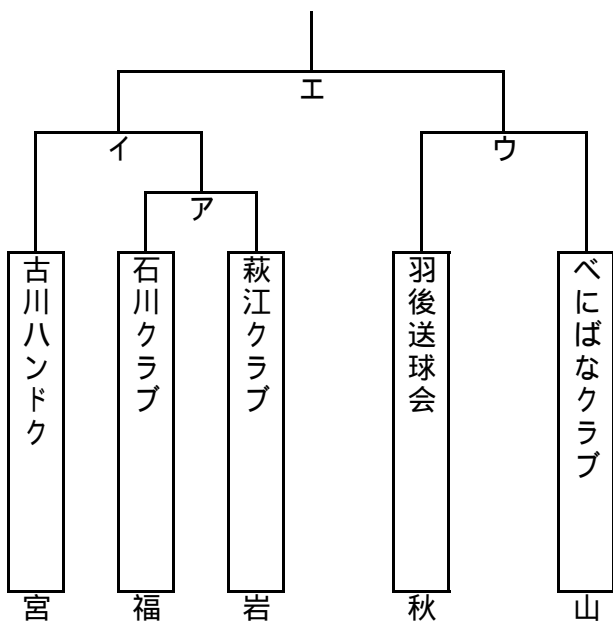 エ
イ
ウ
ア
古川ハンドク
石川クラブ
萩江クラブ
羽後送球会
べにばなクラブ
宮
福
岩
秋
山